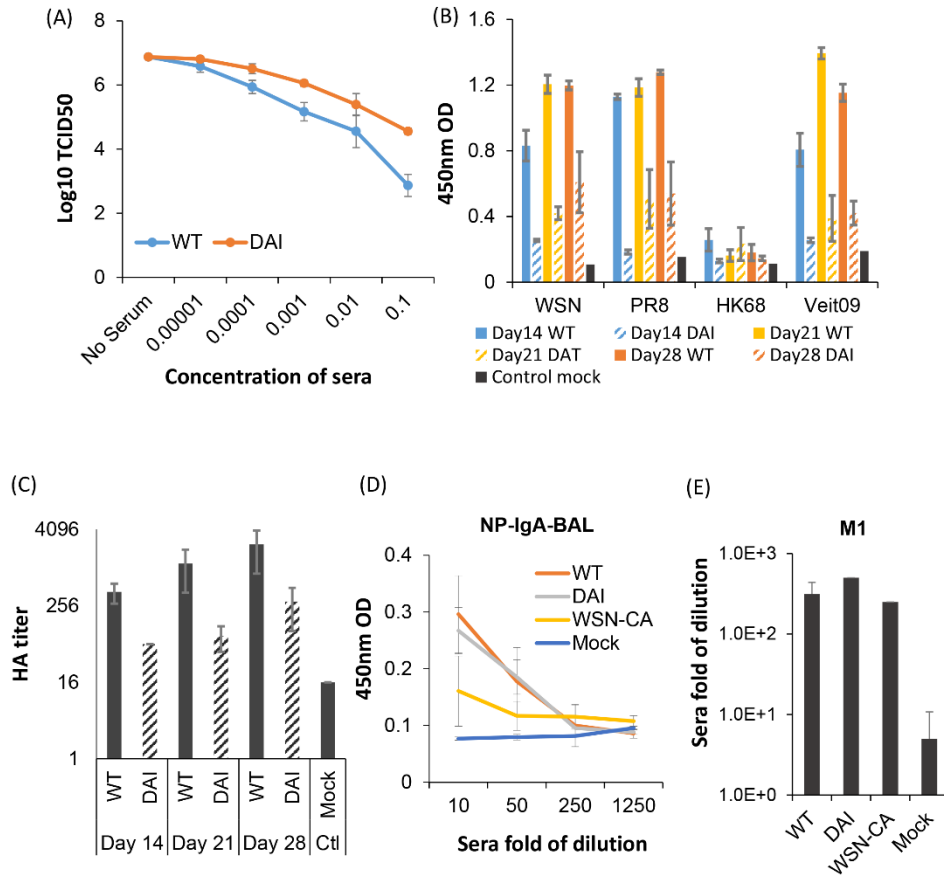 (A)
8
6
4
2
0
Log10 TCID50
WT DAI
No Serum 0.00001 0.0001 0.001 0.01 0.1
Concentration of sera
(B)
1.6
1.2
0.8
0.4
0
450nm OD
WSN PR8 HK68 Veit09
Day14 WT Day14 DAI Day21 WT
Day21 DAT Day28 WT Day28 DAI
Control mock
(C)
4096
256
16
1
HA titer
WT DAI WT DAI WT DAI Mock
Day 14 Day 21 Day 28 Ctl
(D)
NP-IgA-BAL
0.4
0.3
0.2
0.1
0
450nm OD
WT
DAI
WSN-CA
Mock
10 50 250 1250
Sera fold of dilution
(E)
M1
1.0E+3
1.0E+2
1.0E+1
1.0E+0
Sera fold of dilution
WT DAI WSN-CA Mock